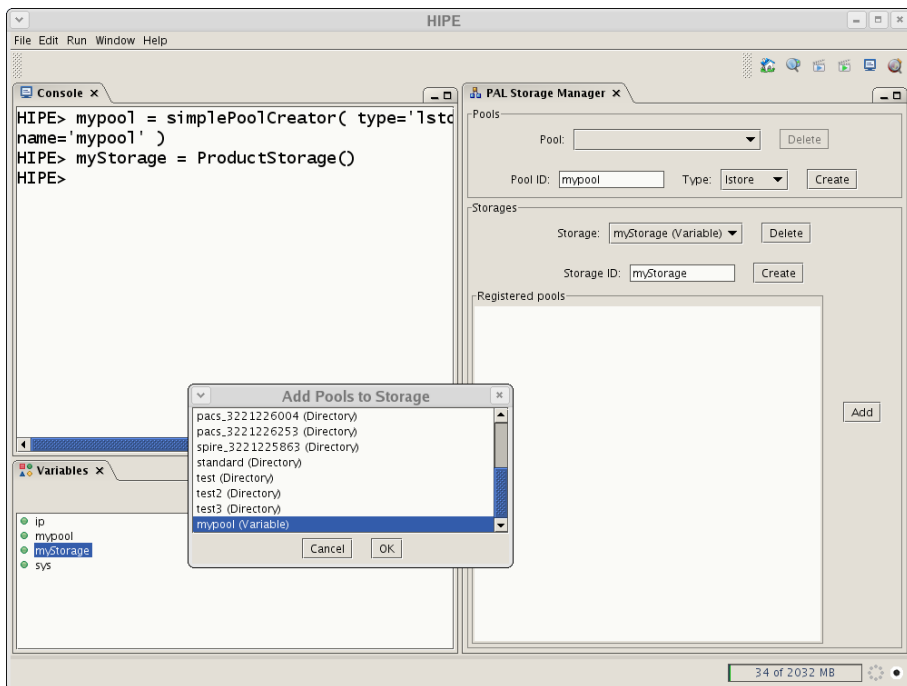 HIPE
File Edit Run Window Help
Console
HIPE> mypool = simplePoolCreator( type='lsto
name='mypool' )
HIPE> myStorage = ProductStorage()
HIPE>
PAL Storage Manager
Pools
Pool:
Delete
Pool ID: mypool Type: lstore Create
Storages
Storage: myStorage (Variable) Delete
Storage ID: myStorage Create
Registered pools
Add
Add Pools to Storage
pacs_3221226004 (Directory)
pacs_3221226253 (Directory)
spire_3221225863 (Directory)
standard (Directory)
test (Directory)
test2 (Directory)
test3 (Directory)
mypool (Variable)
Cancel OK
Variables
ip
mypool
myStorage
sys
34 of 2032 MB